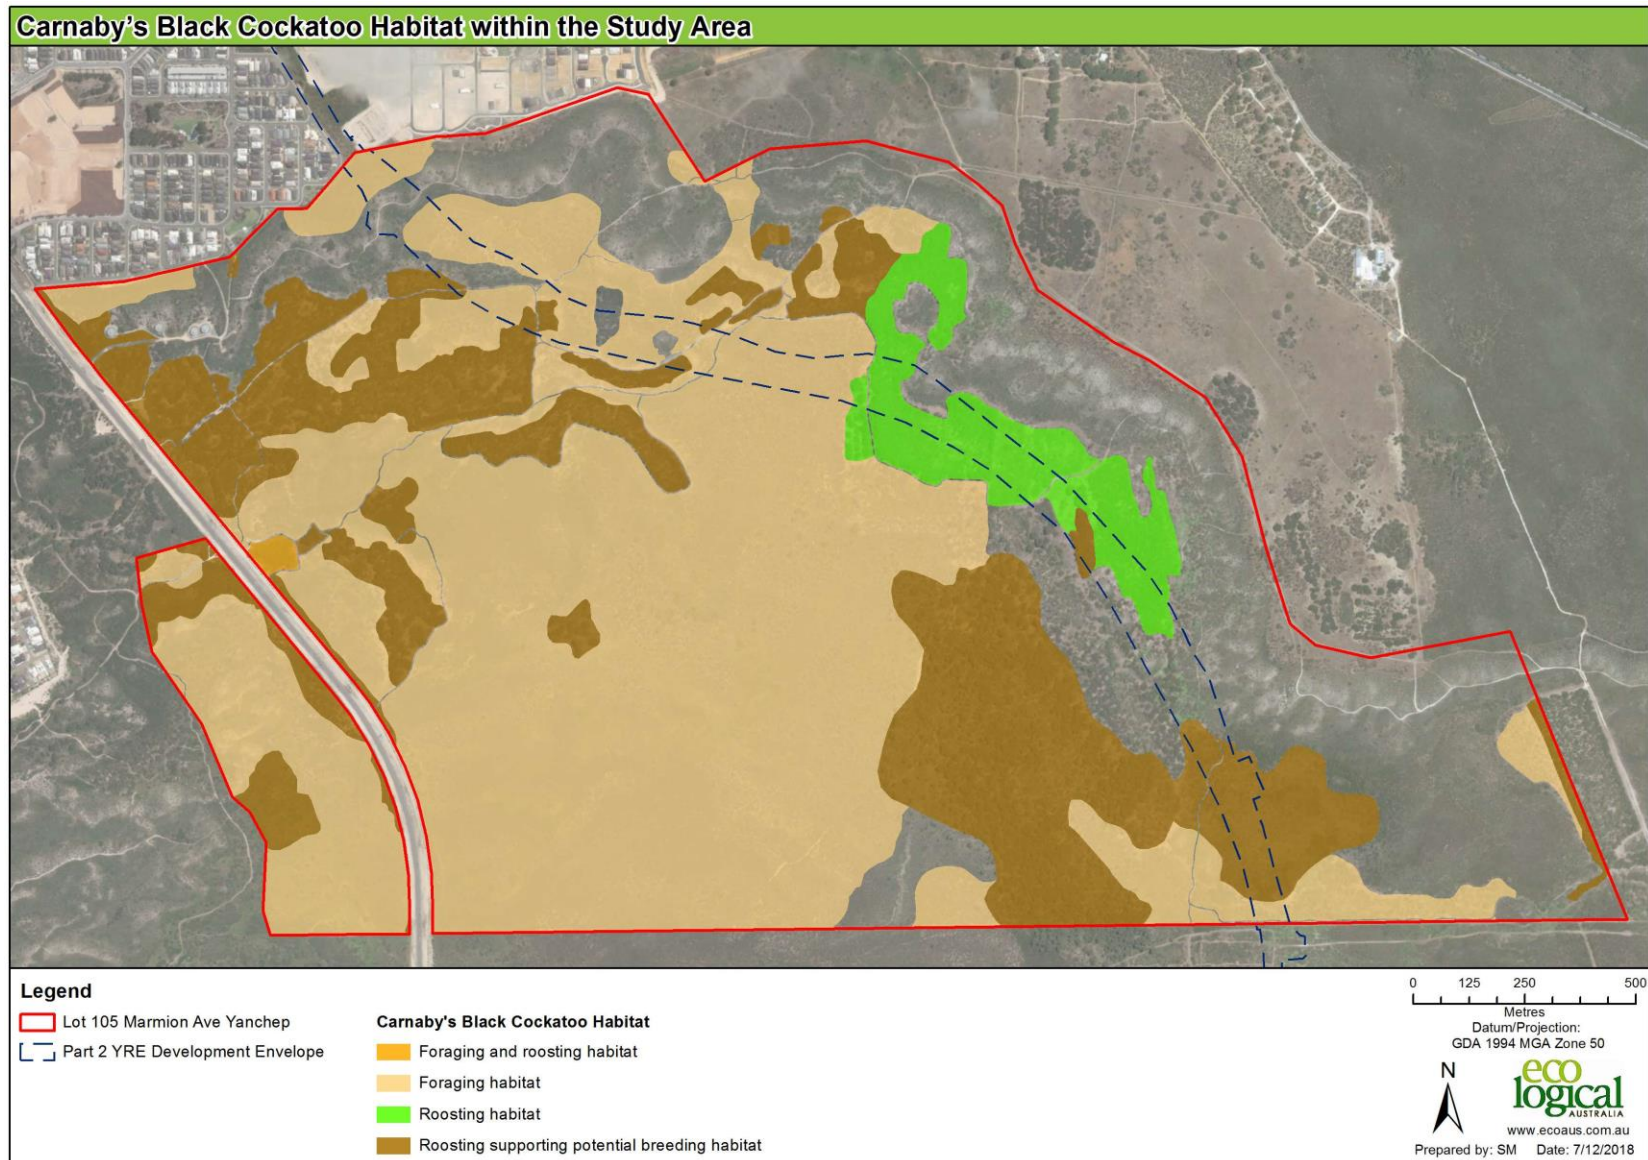 Carnaby's Black Cockatoo Habitat within the Study Area
Legend
Lot 105 Marmion Ave Yanchep
Part 2 YRE Development Envelope
Carnaby's Black Cockatoo Habitat
Foraging and roosting habitat
Foraging habitat
Roosting habitat
Roosting supporting potential breeding habitat
0 125 250 500
Metres
Datum/Projection:
GDA 1994 MGA Zone 50
N
eco
logical
AUSTRALIA
www.ecoaus.com.au
Prepared by: SM Date: 7/12/2018